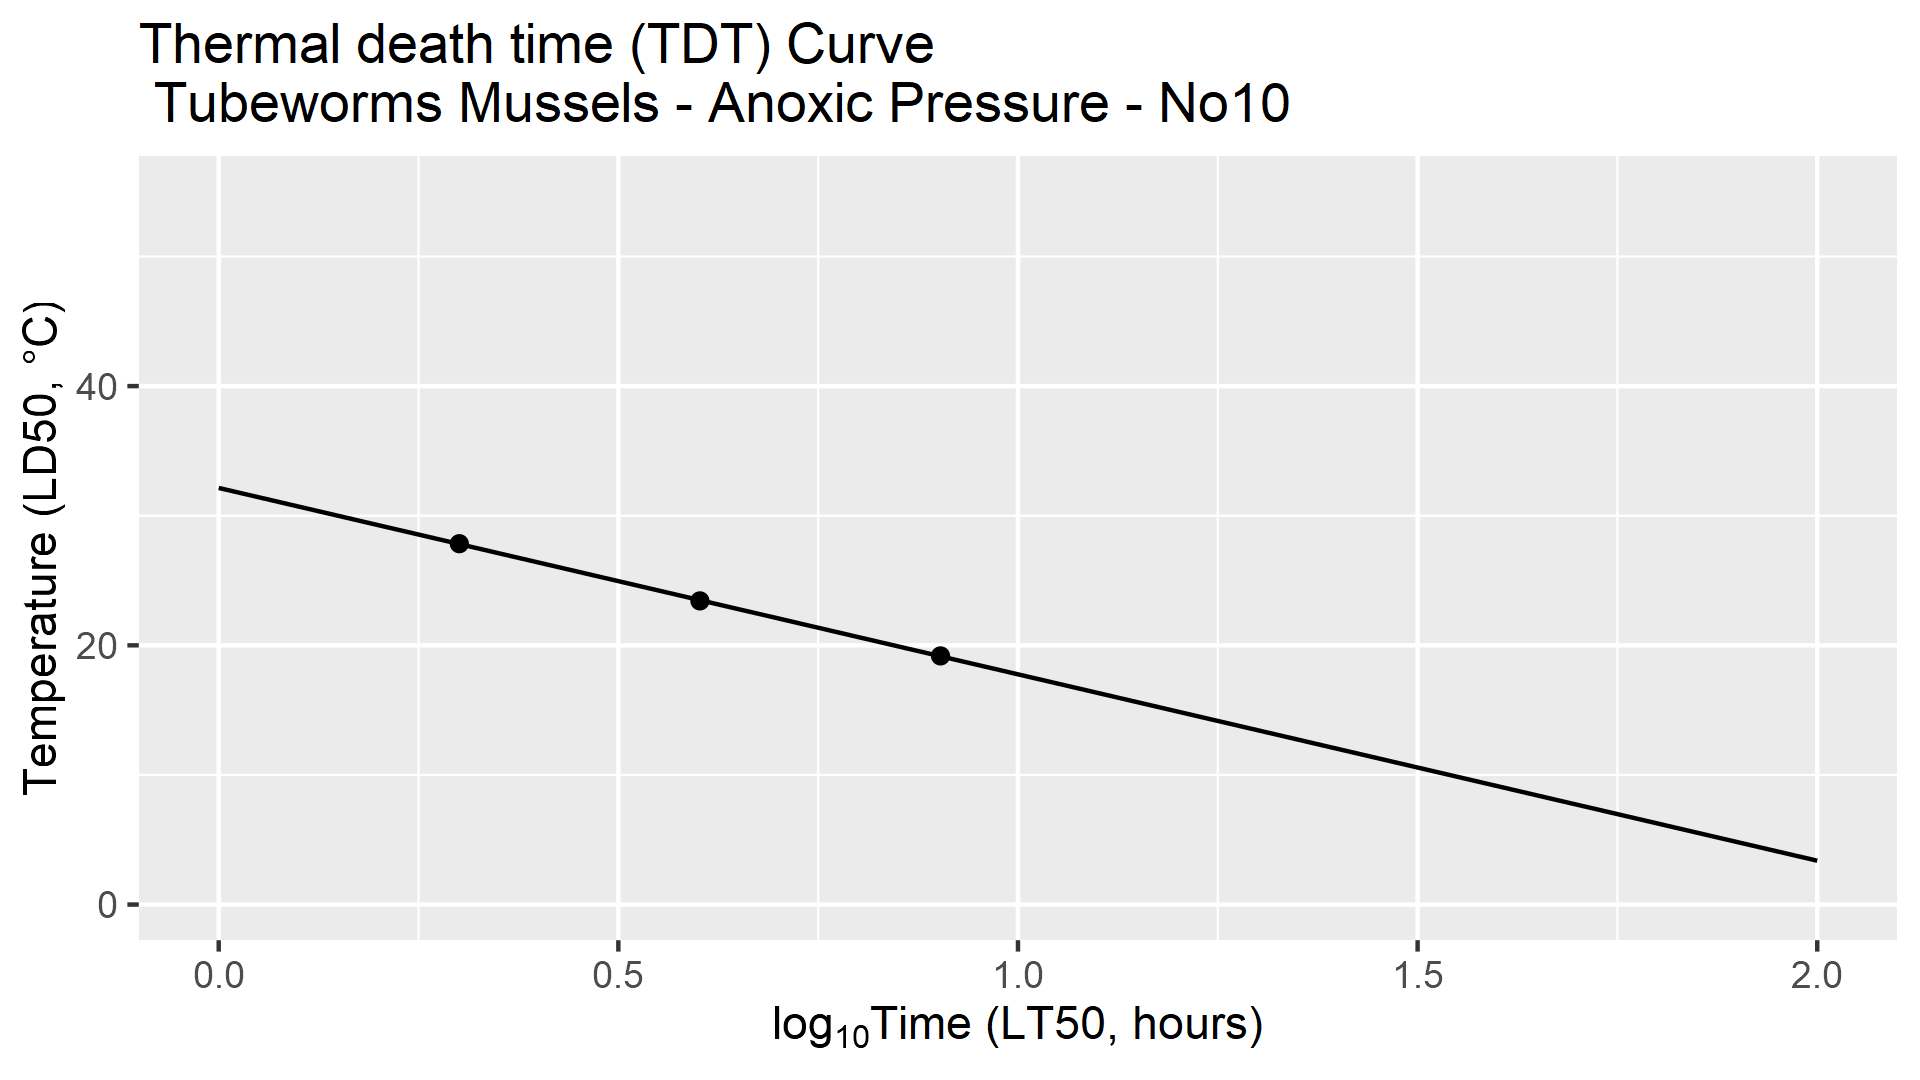 Thermal death time (TDT) Curve
Tubeworms Mussels - Anoxic Pressure - No10
Temperature (LD50, °C)
40
20
0
0.0 0.5 1.0 1.5 2.0
log₁₀Time (LT50, hours)